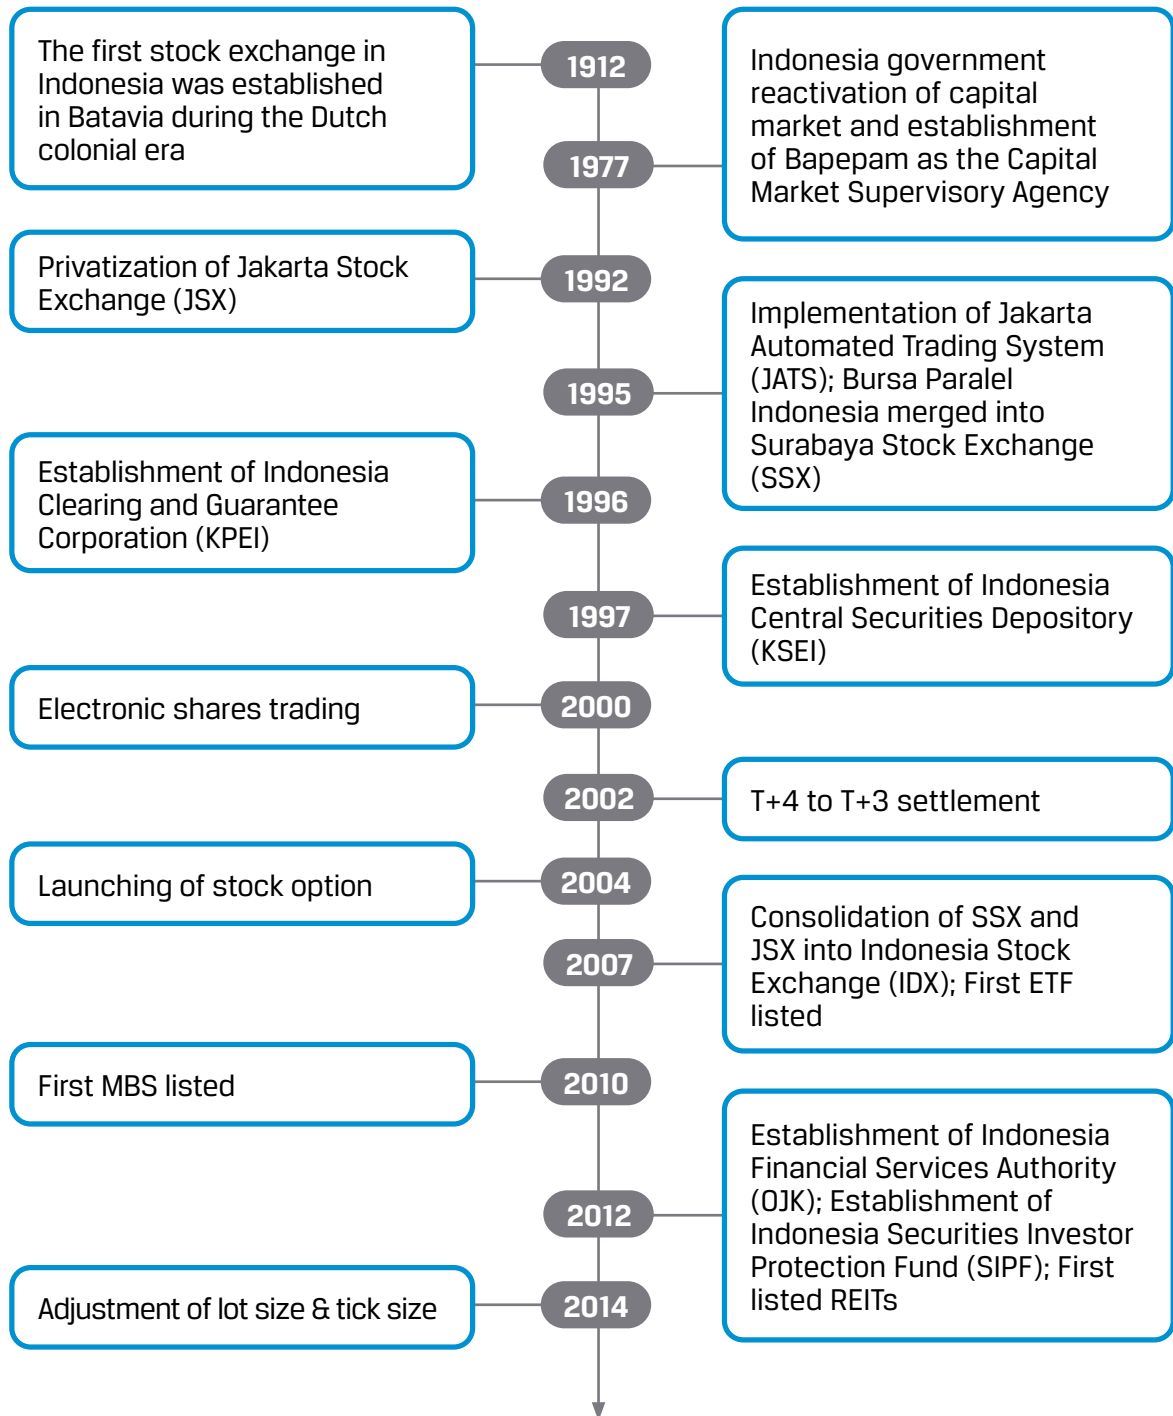 The first stock exchange in
Indonesia was established
in Batavia during the Dutch
colonial era
1912
Indonesia government
reactivation of capital
market and establishment
of Bapepam as the Capital
Market Supervisory Agency
1977
Privatization of Jakarta Stock
Exchange (JSX)
1992
Implementation of Jakarta
Automated Trading System
(JATS); Bursa Paralel
Indonesia merged into
Surabaya Stock Exchange
(SSX)
1995
Establishment of Indonesia
Clearing and Guarantee
Corporation (KPEI)
1996
Establishment of Indonesia
Central Securities Depository
(KSEI)
1997
Electronic shares trading
2000
2002
T+4 to T+3 settlement
Launching of stock option
2004
Consolidation of SSX and
JSX into Indonesia Stock
Exchange (IDX); First ETF
listed
2007
First MBS listed
2010
Establishment of Indonesia
Financial Services Authority
(OJK); Establishment of
Indonesia Securities Investor
Protection Fund (SIPF); First
listed REITs
2012
Adjustment of lot size & tick size
2014